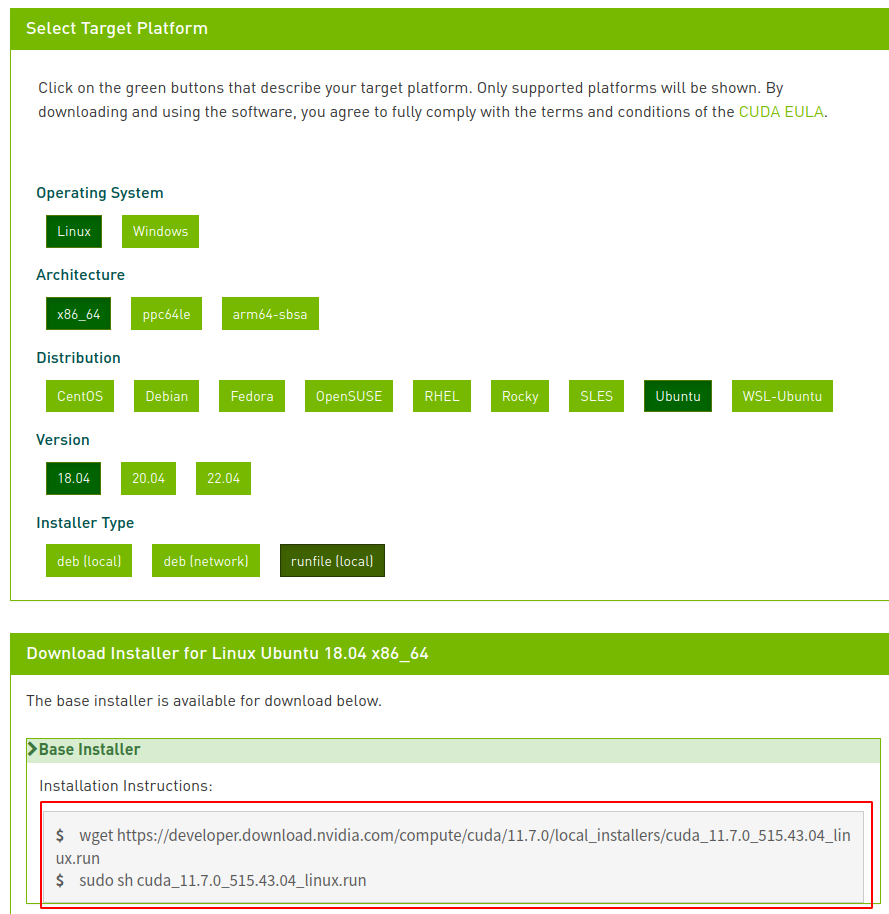 Select Target Platform
Click on the green buttons that describe your target platform. Only supported platforms will be shown. By
downloading and using the software, you agree to fully comply with the terms and conditions of the CUDA EULA.
Operating System
Linux Windows
Architecture
x86_64 ppc64le arm64-sbsa
Distribution
CentOS Debian Fedora OpenSUSE RHEL Rocky SLES Ubuntu WSL-Ubuntu
Version
18.04 20.04 22.04
Installer Type
deb (local) deb (network) runfile (local)
Download Installer for Linux Ubuntu 18.04 x86_64
The base installer is available for download below.
Base Installer
Installation Instructions:
$ wget https://developer.download.nvidia.com/compute/cuda/11.7.0/local_installers/cuda_11.7.0_515.43.04_lin
ux.run
$ sudo sh cuda_11.7.0_515.43.04_linux.run